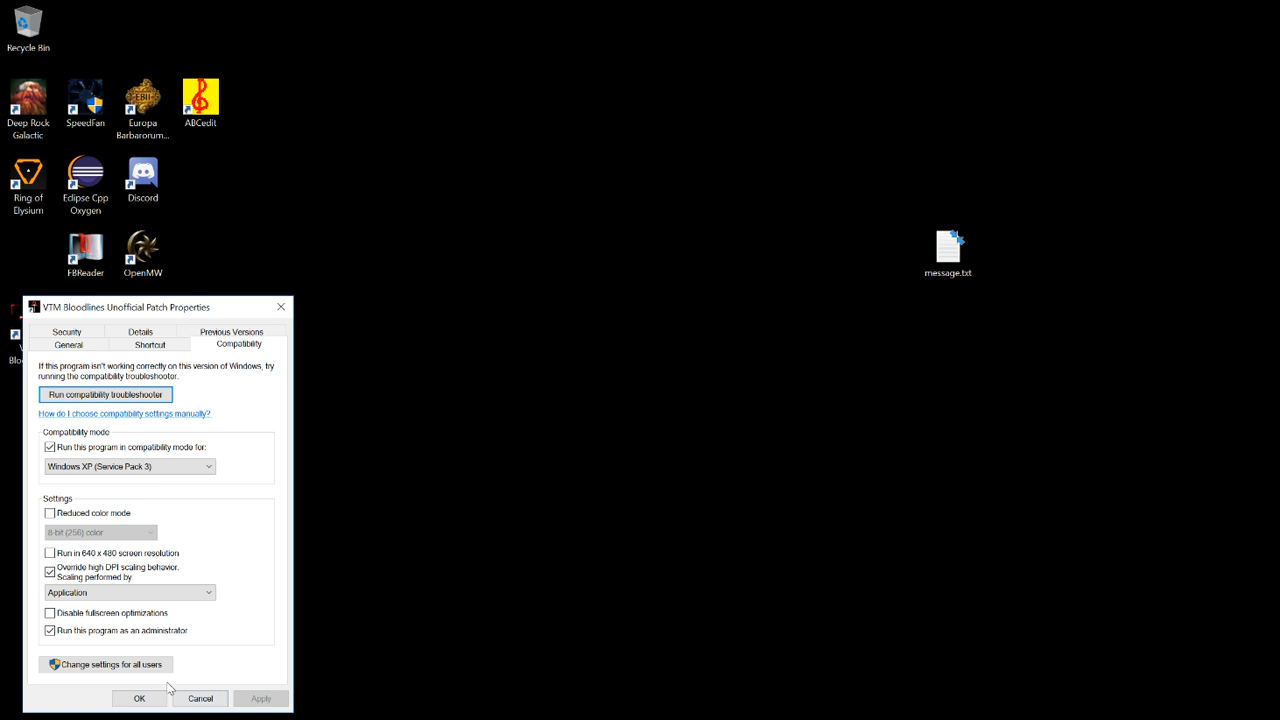 Recycle Bin
Deep Rock
Galactic
SpeedFan
Europa
Barbarorum...
ABCedit
Ring of
Elysium
Eclipse Cpp
Oxygen
Discord
FBReader
OpenMW
message.txt
VTM Bloodlines Unofficial Patch Properties
Security
Details
Previous Versions
General
Shortcut
Compatibility
If this program isn't working correctly on this version of Windows, try
running the compatibility troubleshooter.
Run compatibility troubleshooter
How do I choose compatibility settings manually?
Compatibility mode
Run this program in compatibility mode for:
Windows XP (Service Pack 3)
Settings
Reduced color mode
8-bit (256) color
Run in 640 x 480 screen resolution
Override high DPI scaling behavior.
Scaling performed by:
Application
Disable fullscreen optimizations
Run this program as an administrator
Change settings for all users
OK
Cancel
Apply